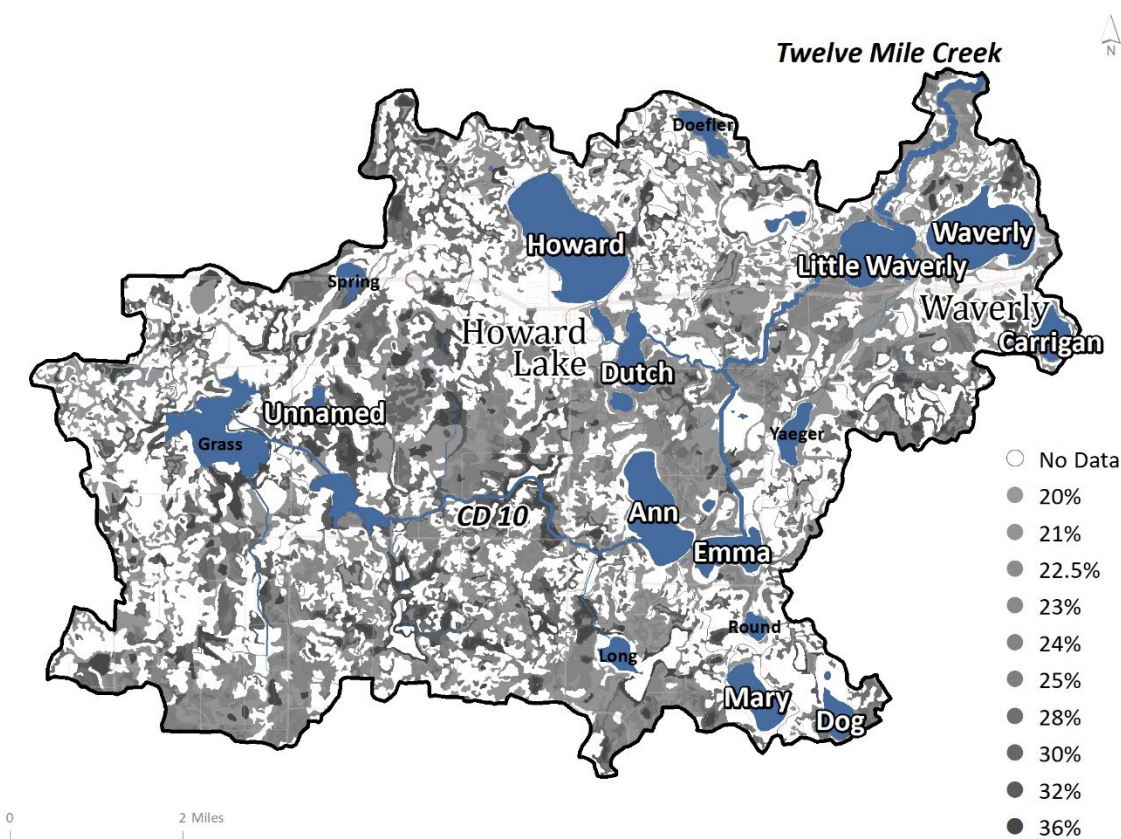 Twelve Mile Creek
N
Doefler
Howard
Waverly
Little Waverly
Spring
Waverly
Howard
Lake
Carrigan
Dutch
Unnamed
Grass
Yaeger
No Data
20%
21%
CD 10
Ann
Emma
22.5%
23%
24%
25%
28%
30%
32%
36%
Round
Long
Mary
Dog
0 2 Miles